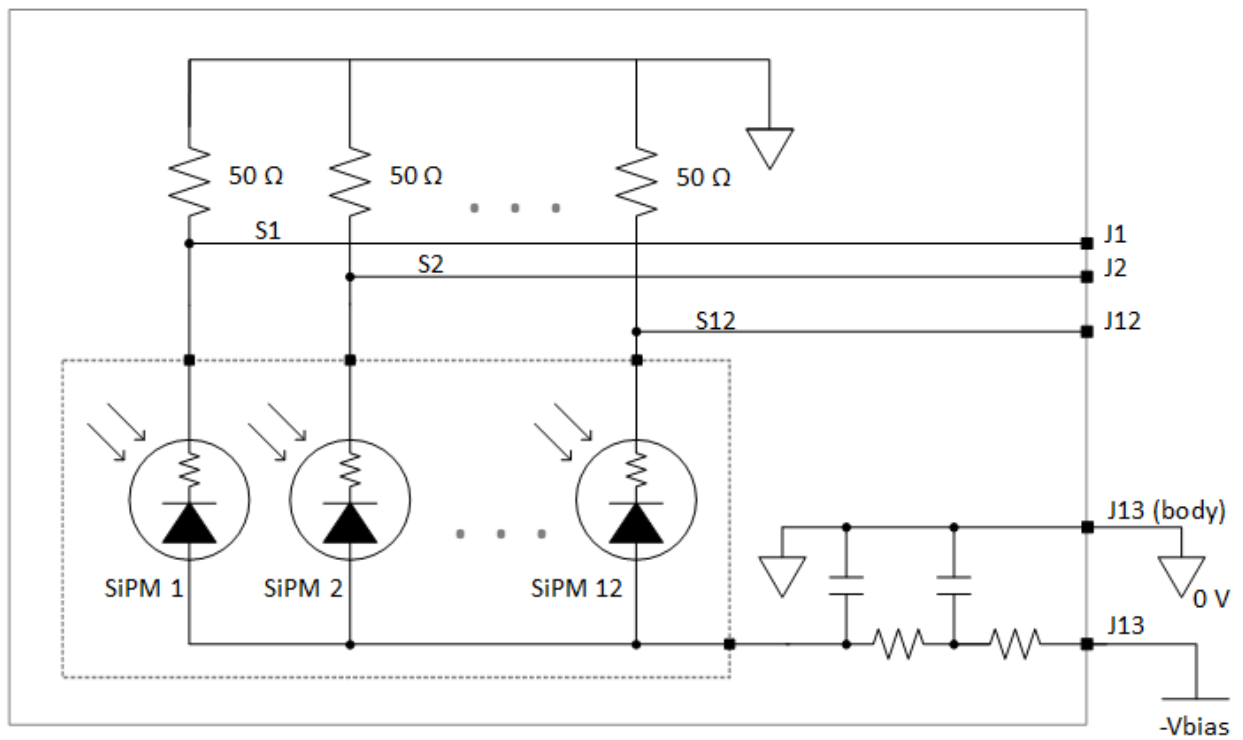 50 Ω
50 Ω
50 Ω
S1
J1
S2
J2
S12
J12
J13 (body)
SiPM 1
SiPM 2
SiPM 12
0 V
J13
-Vbias